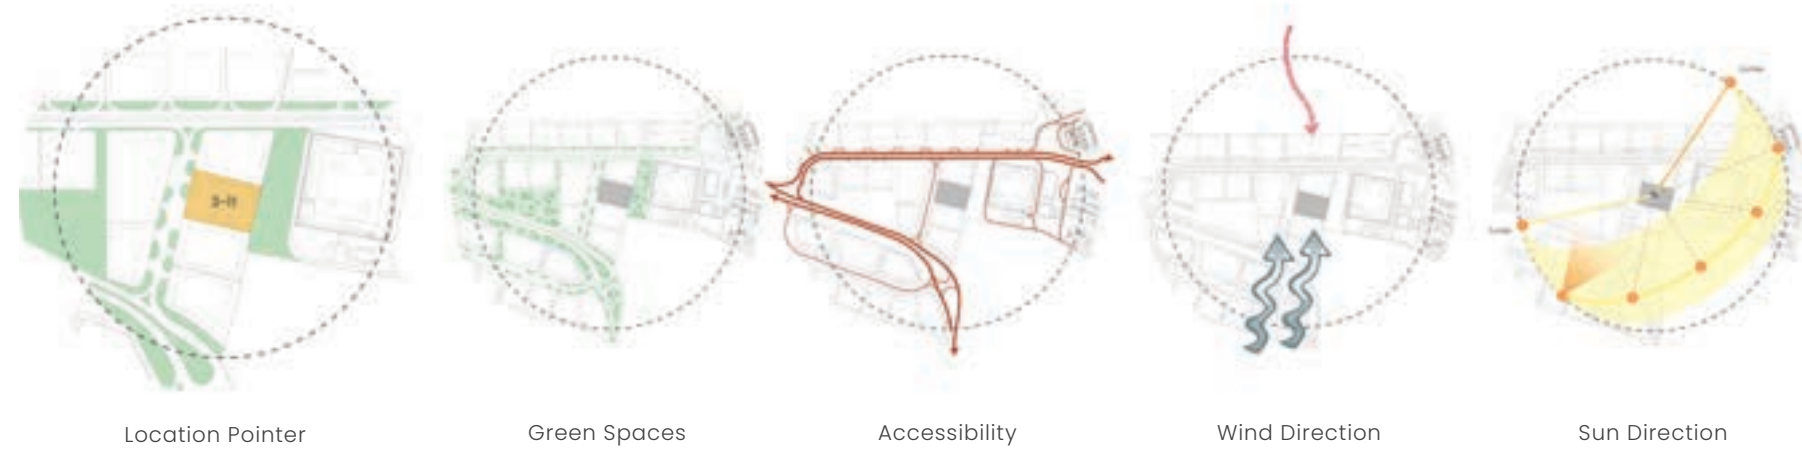 Location Pointer
Green Spaces
Accessibility
Wind Direction
Sun Direction